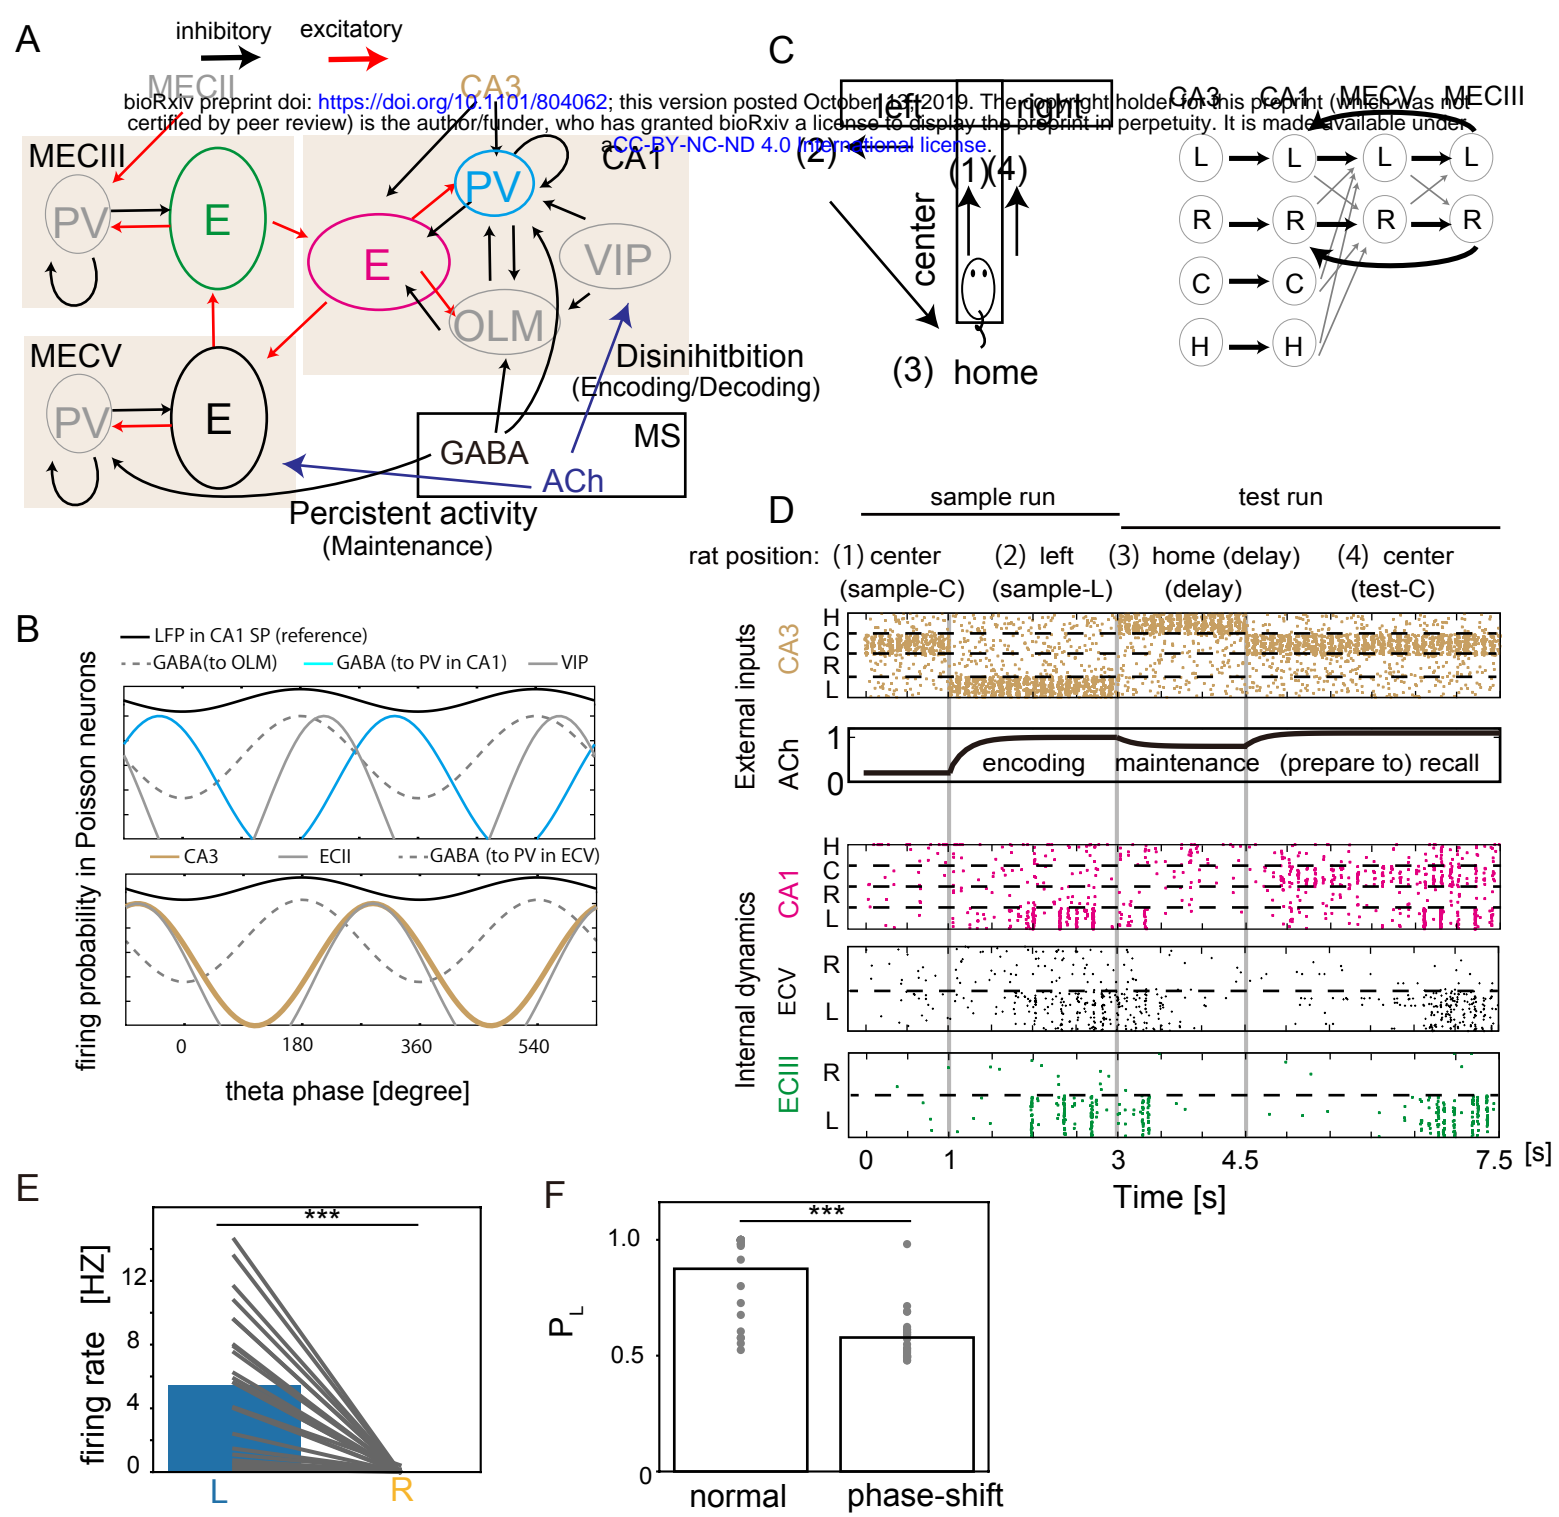 A
inhibitory
excitatory
MECII
CA3
bioRxiv preprint doi: https://doi.org/10.1101/804062; this version posted October 13, 2019. The copyright holder for this preprint (which was not
certified by peer review) is the author/funder, who has granted bioRxiv a license to display the preprint in perpetuity. It is made available under
aCC-BY-NC-ND 4.0 International license.
MECIII
PV
E
CA1
PV
E
VIP
OLM
MECV
PV
E
Disinihitbition
(Encoding/Decoding)
MS
GABA
ACh
Percistent activity
(Maintenance)
C
left
right
(2)
(1)
(4)
center
(3)
home
CA3 CA1 MECV MECIII
L L L L
R R R R
C C
H H
B
LFP in CA1 SP (reference)
GABA(to OLM)
GABA (to PV in CA1)
VIP
CA3
ECII
GABA (to PV in ECV)
firing probability in Poisson neurons
0 180 360 540
theta phase [degree]
D
sample run
test run
rat position: (1) center (2) left (3) home (delay) (4) center
(sample-C) (sample-L) (delay) (test-C)
External inputs
CA3
H
C
R
L
ACh
1
0
encoding
maintenance
(prepare to) recall
Internal dynamics
CA1
H
C
R
L
ECV
R
L
ECIII
R
L
0 1 3 4.5 7.5 [s]
Time [s]
E
***
firing rate [HZ]
12
8
4
0
L
R
F
***
PL
1.0
0.5
0
normal
phase-shift